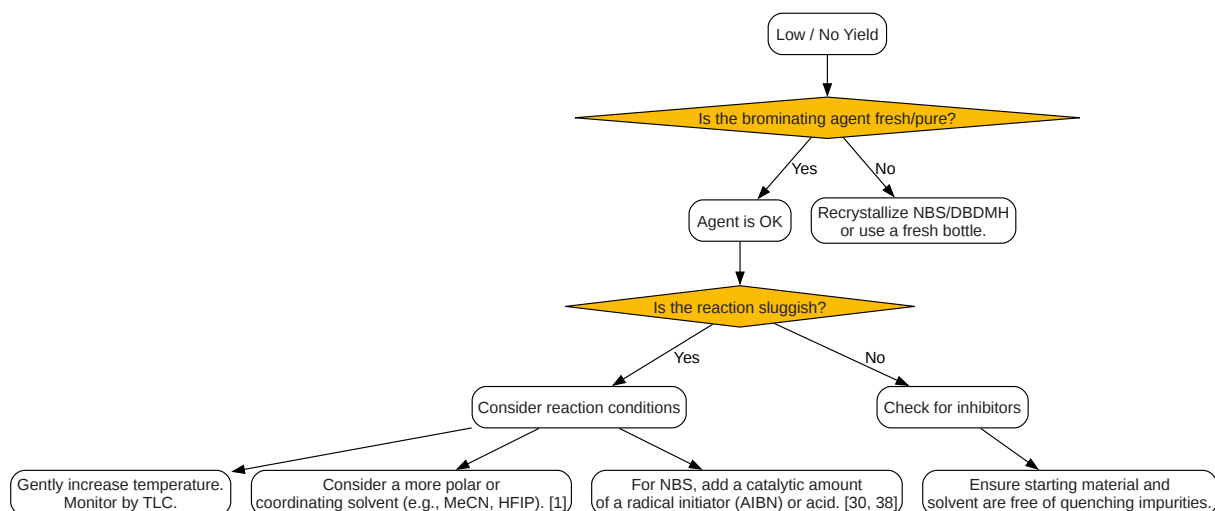 Low / No Yield
Is the brominating agent fresh/pure?
Yes
No
Agent is OK
Recrystallize NBS/DBDMH
or use a fresh bottle.
Is the reaction sluggish?
Yes
No
Consider reaction conditions
Check for inhibitors
Gently increase temperature.
Monitor by TLC.
Consider a more polar or
coordinating solvent (e.g., MeCN, HFIP). [1]
For NBS, add a catalytic amount
of a radical initiator (AIBN) or acid. [30, 38]
Ensure starting material and
solvent are free of quenching impurities.